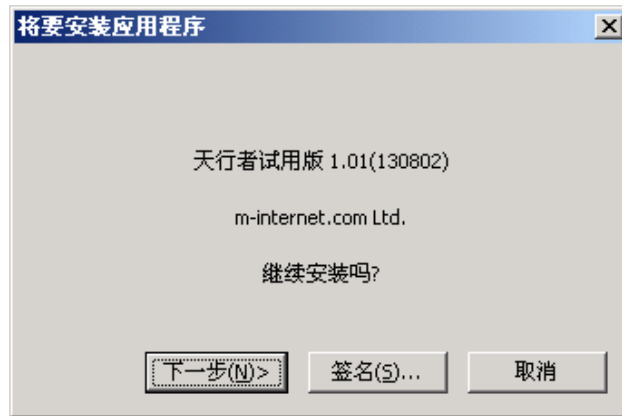 将要安装应用程序
天行者试用版 1.01(130802)
m-internet.com Ltd.
继续安装吗?
下一步(N)> 签名(S)... 取消